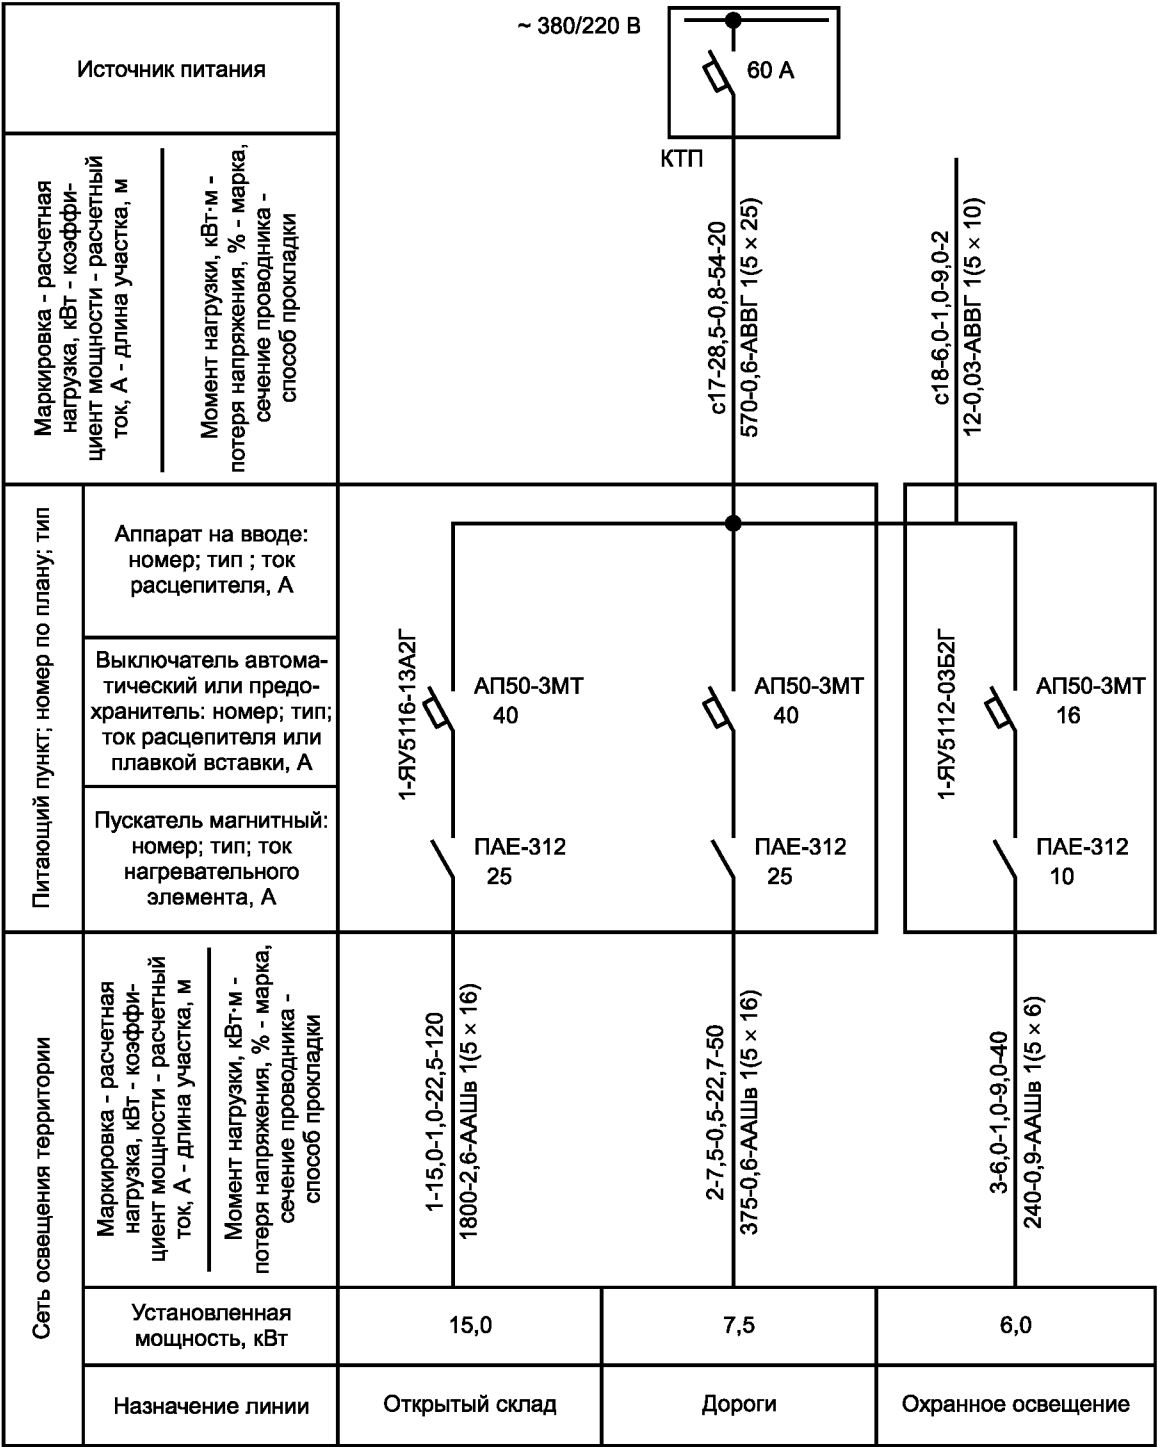 ~ 380/220 В
60 А
КТП
Источник питания
Маркировка - расчетная
нагрузка, кВт - коэффи-
циент мощности - расчетный
ток, А - длина участка, м
Момент нагрузки, кВт·м -
потеря напряжения, % - марка,
сечение проводника -
способ прокладки
с17-28,5-0,8-54-20
570-0,6-АВВГ 1(5 × 25)
с18-6,0-1,0-9,0-2
12-0,03-АВВГ 1(5 × 10)
Питающий пункт; номер по плану; тип
Аппарат на вводе:
номер; тип ; ток
расцепителя, А
Выключатель автома-
тический или предо-
хранитель: номер; тип;
ток расцепителя или
плавкой вставки, А
Пускатель магнитный:
номер; тип; ток
нагревательного
элемента, А
1-ЯУ5116-13А2Г
АП50-3МТ
40
АП50-3МТ
40
1-ЯУ5112-03Б2Г
АП50-3МТ
16
ПАЕ-312
25
ПАЕ-312
25
ПАЕ-312
10
Сеть освещения территории
Маркировка - расчетная
нагрузка, кВт - коэффи-
циент мощности - расчетный
ток, А - длина участка, м
Момент нагрузки, кВт·м -
потеря напряжения, % - марка,
сечение проводника -
способ прокладки
1-15,0-1,0-22,5-120
1800-2,6-ААШв 1(5 × 16)
2-7,5-0,5-22,7-50
375-0,6-ААШв 1(5 × 16)
3-6,0-1,0-9,0-40
240-0,9-ААШв 1(5 × 6)
Установленная
мощность, кВт
15,0
7,5
6,0
Назначение линии
Открытый склад
Дороги
Охранное освещение